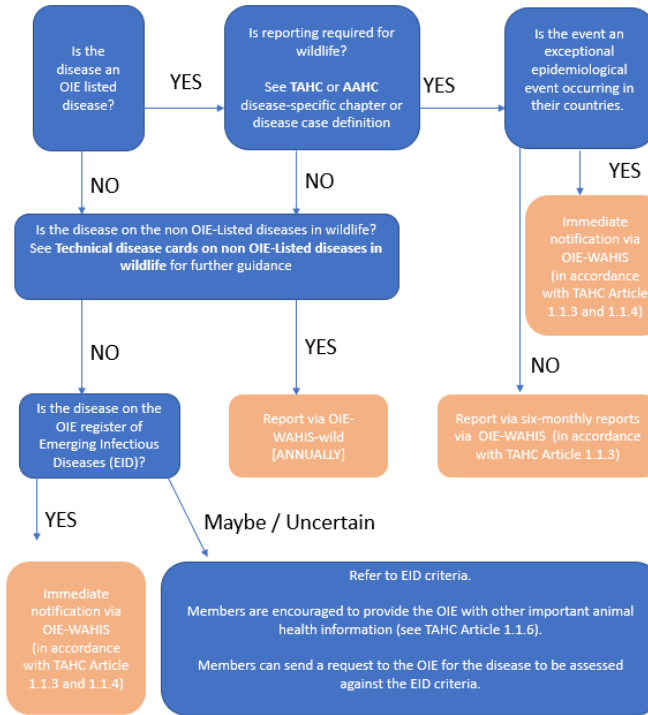 Is the
disease an
OIE listed
disease?
YES
Is reporting required for
wildlife?
See TAHC or AAHC
disease-specific chapter or
disease case definition
YES
Is the event an
exceptional
epidemiological
event occurring in
their countries.
NO
NO
YES
Is the disease on the non OIE-Listed diseases in wildlife?
See Technical disease cards on non OIE-Listed diseases in
wildlife for further guidance
Immediate
notification via
OIE-WAHIS
(in accordance
with TAHC Article
1.1.3 and 1.1.4)
NO
YES
NO
Is the disease on the
OIE register of
Emerging Infectious
Diseases (EID)?
Report via OIE-
WAHIS-wild
[ANNUALLY]
Report via six-monthly reports
via OIE-WAHIS (in accordance
with TAHC Article 1.1.3)
YES
Maybe / Uncertain
Immediate
notification via
OIE-WAHIS
(in accordance
with TAHC Article
1.1.3 and 1.1.4)
Refer to EID criteria.
Members are encouraged to provide the OIE with other important animal
health information (see TAHC Article 1.1.6).
Members can send a request to the OIE for the disease to be assessed
against the EID criteria.